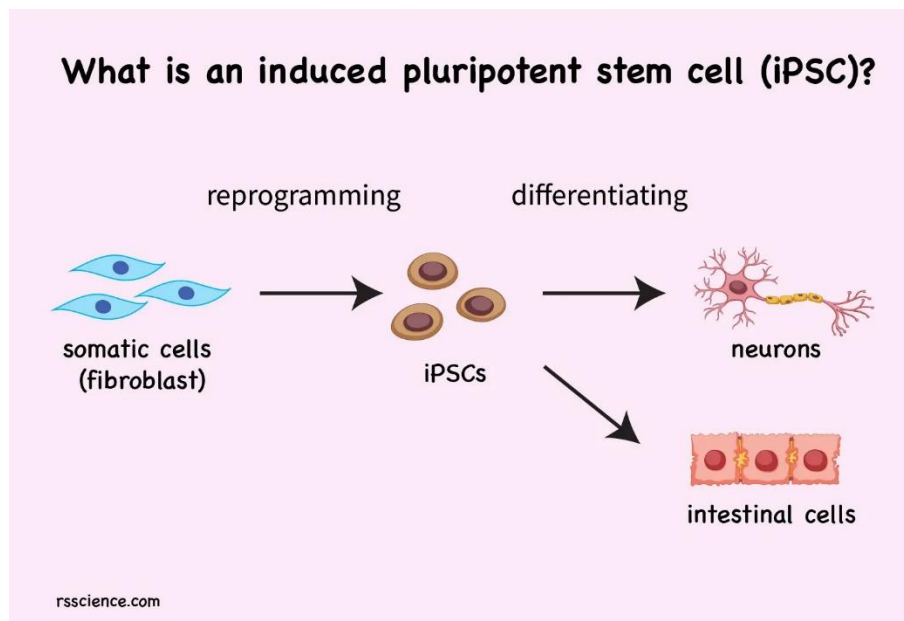 What is an induced pluripotent stem cell (iPSC)?
reprogramming
differentiating
somatic cells
(fibroblast)
iPSCs
neurons
intestinal cells
rsscience.com